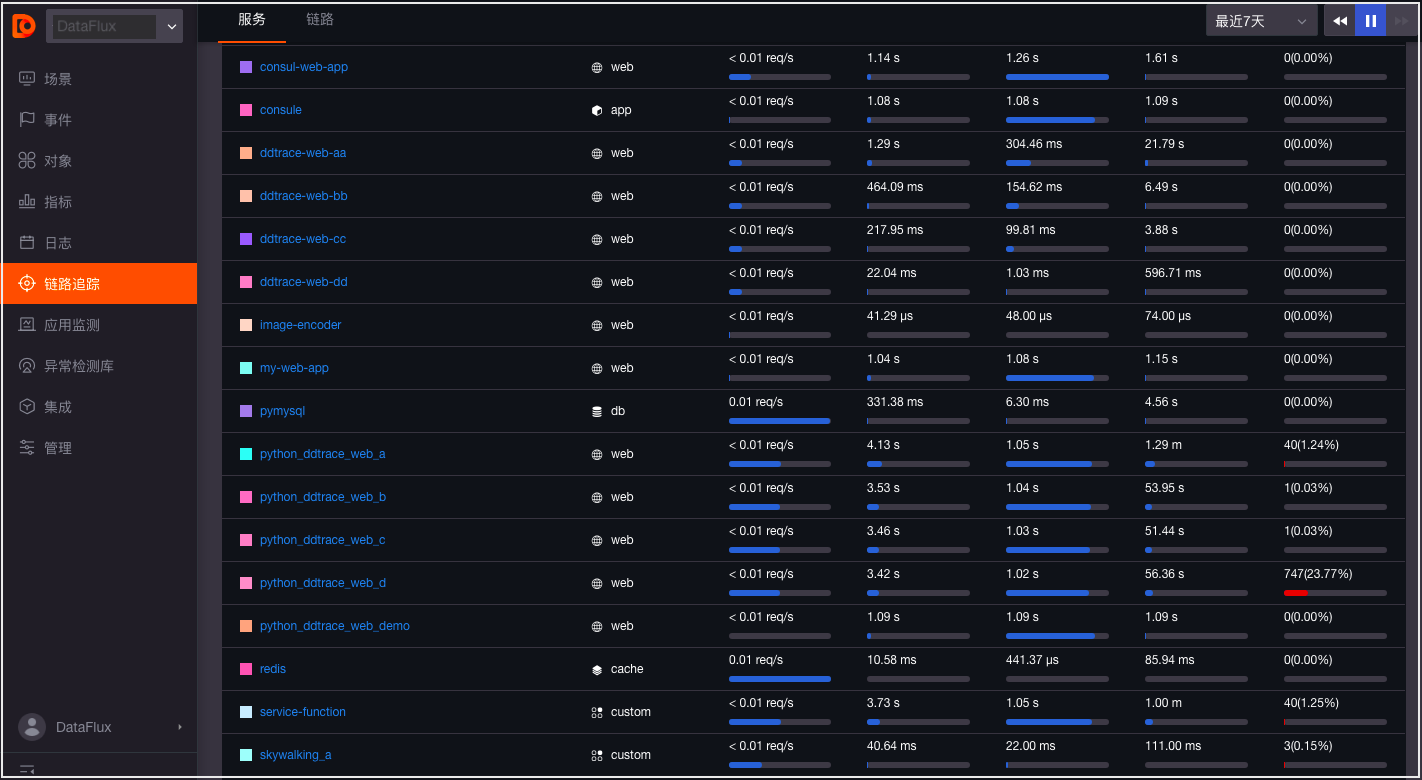 DataFlux
服务 链路
最近7天
场景
事件
对象
指标
日志
链路追踪
应用监测
异常检测库
集成
管理
DataFlux
consul-web-app web < 0.01 req/s 1.14 s 1.26 s 1.61 s 0(0.00%)
consule app < 0.01 req/s 1.08 s 1.08 s 1.09 s 0(0.00%)
ddtrace-web-aa web < 0.01 req/s 1.29 s 304.46 ms 21.79 s 0(0.00%)
ddtrace-web-bb web < 0.01 req/s 464.09 ms 154.62 ms 6.49 s 0(0.00%)
ddtrace-web-cc web < 0.01 req/s 217.95 ms 99.81 ms 3.88 s 0(0.00%)
ddtrace-web-dd web < 0.01 req/s 22.04 ms 1.03 ms 596.71 ms 0(0.00%)
image-encoder web < 0.01 req/s 41.29 μs 48.00 μs 74.00 μs 0(0.00%)
my-web-app web < 0.01 req/s 1.04 s 1.08 s 1.15 s 0(0.00%)
pymysql db 0.01 req/s 331.38 ms 6.30 ms 4.56 s 0(0.00%)
python_ddtrace_web_a web < 0.01 req/s 4.13 s 1.05 s 1.29 m 40(1.24%)
python_ddtrace_web_b web < 0.01 req/s 3.53 s 1.04 s 53.95 s 1(0.03%)
python_ddtrace_web_c web < 0.01 req/s 3.46 s 1.03 s 51.44 s 1(0.03%)
python_ddtrace_web_d web < 0.01 req/s 3.42 s 1.02 s 56.36 s 747(23.77%)
python_ddtrace_web_demo web < 0.01 req/s 1.09 s 1.09 s 1.09 s 0(0.00%)
redis cache 0.01 req/s 10.58 ms 441.37 μs 85.94 ms 0(0.00%)
service-function custom < 0.01 req/s 3.73 s 1.05 s 1.00 m 40(1.25%)
skywalking_a custom < 0.01 req/s 40.64 ms 22.00 ms 111.00 ms 3(0.15%)